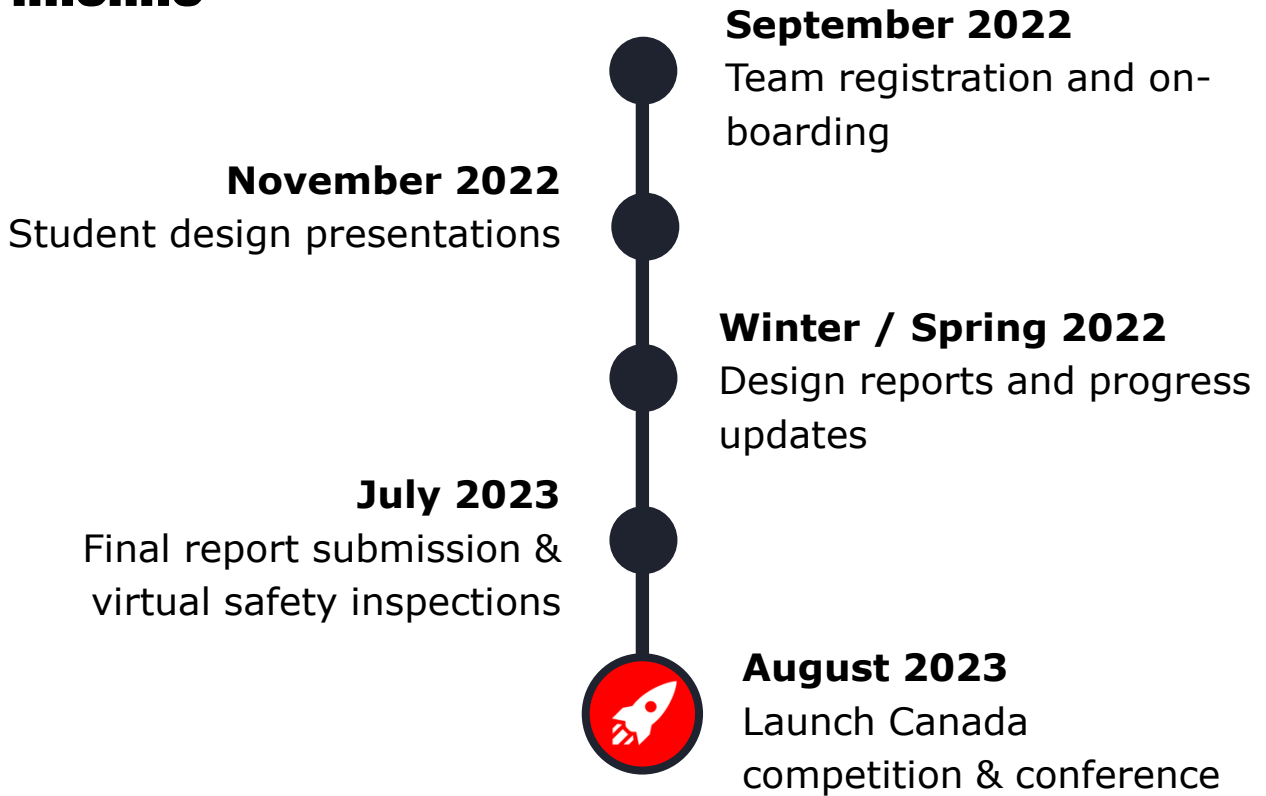 September 2022
Team registration and on-
boarding
November 2022
Student design presentations
Winter / Spring 2022
Design reports and progress
updates
July 2023
Final report submission &
virtual safety inspections
August 2023
Launch Canada
competition & conference